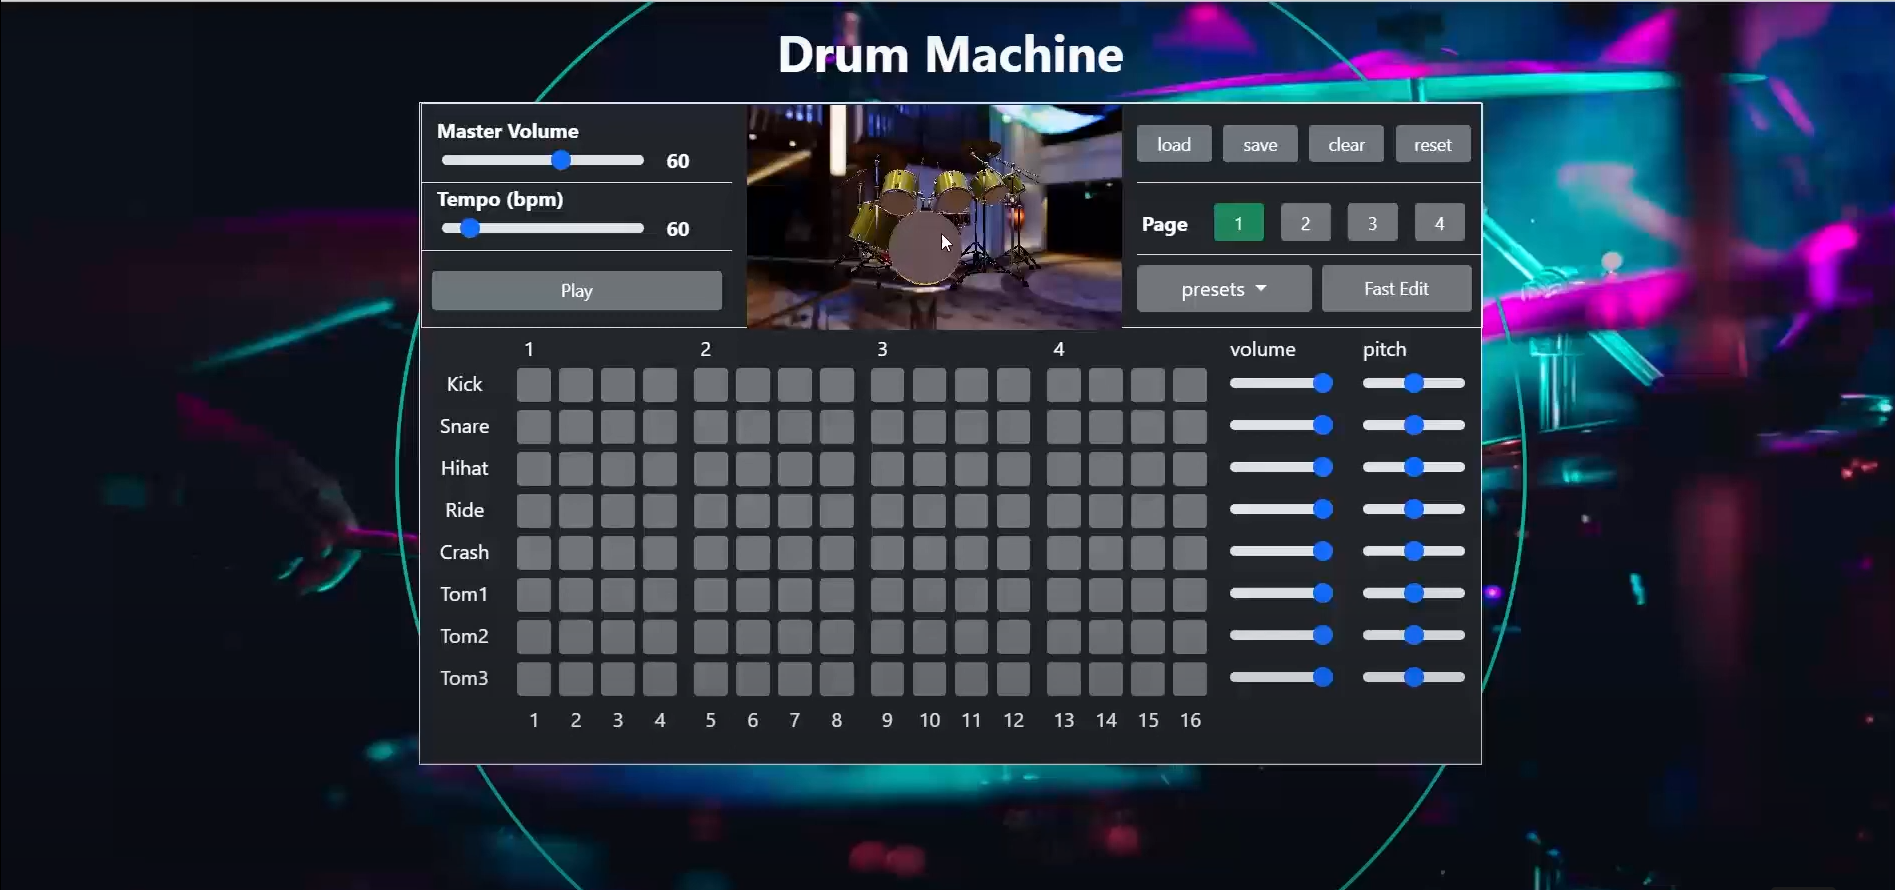 Drum Machine
Master Volume
60
Tempo (bpm)
60
Play
load save clear reset
Page 1 2 3 4
presets Fast Edit
1 2 3 4 volume pitch
Kick
Snare
Hihat
Ride
Crash
Tom1
Tom2
Tom3
1 2 3 4 5 6 7 8 9 10 11 12 13 14 15 16